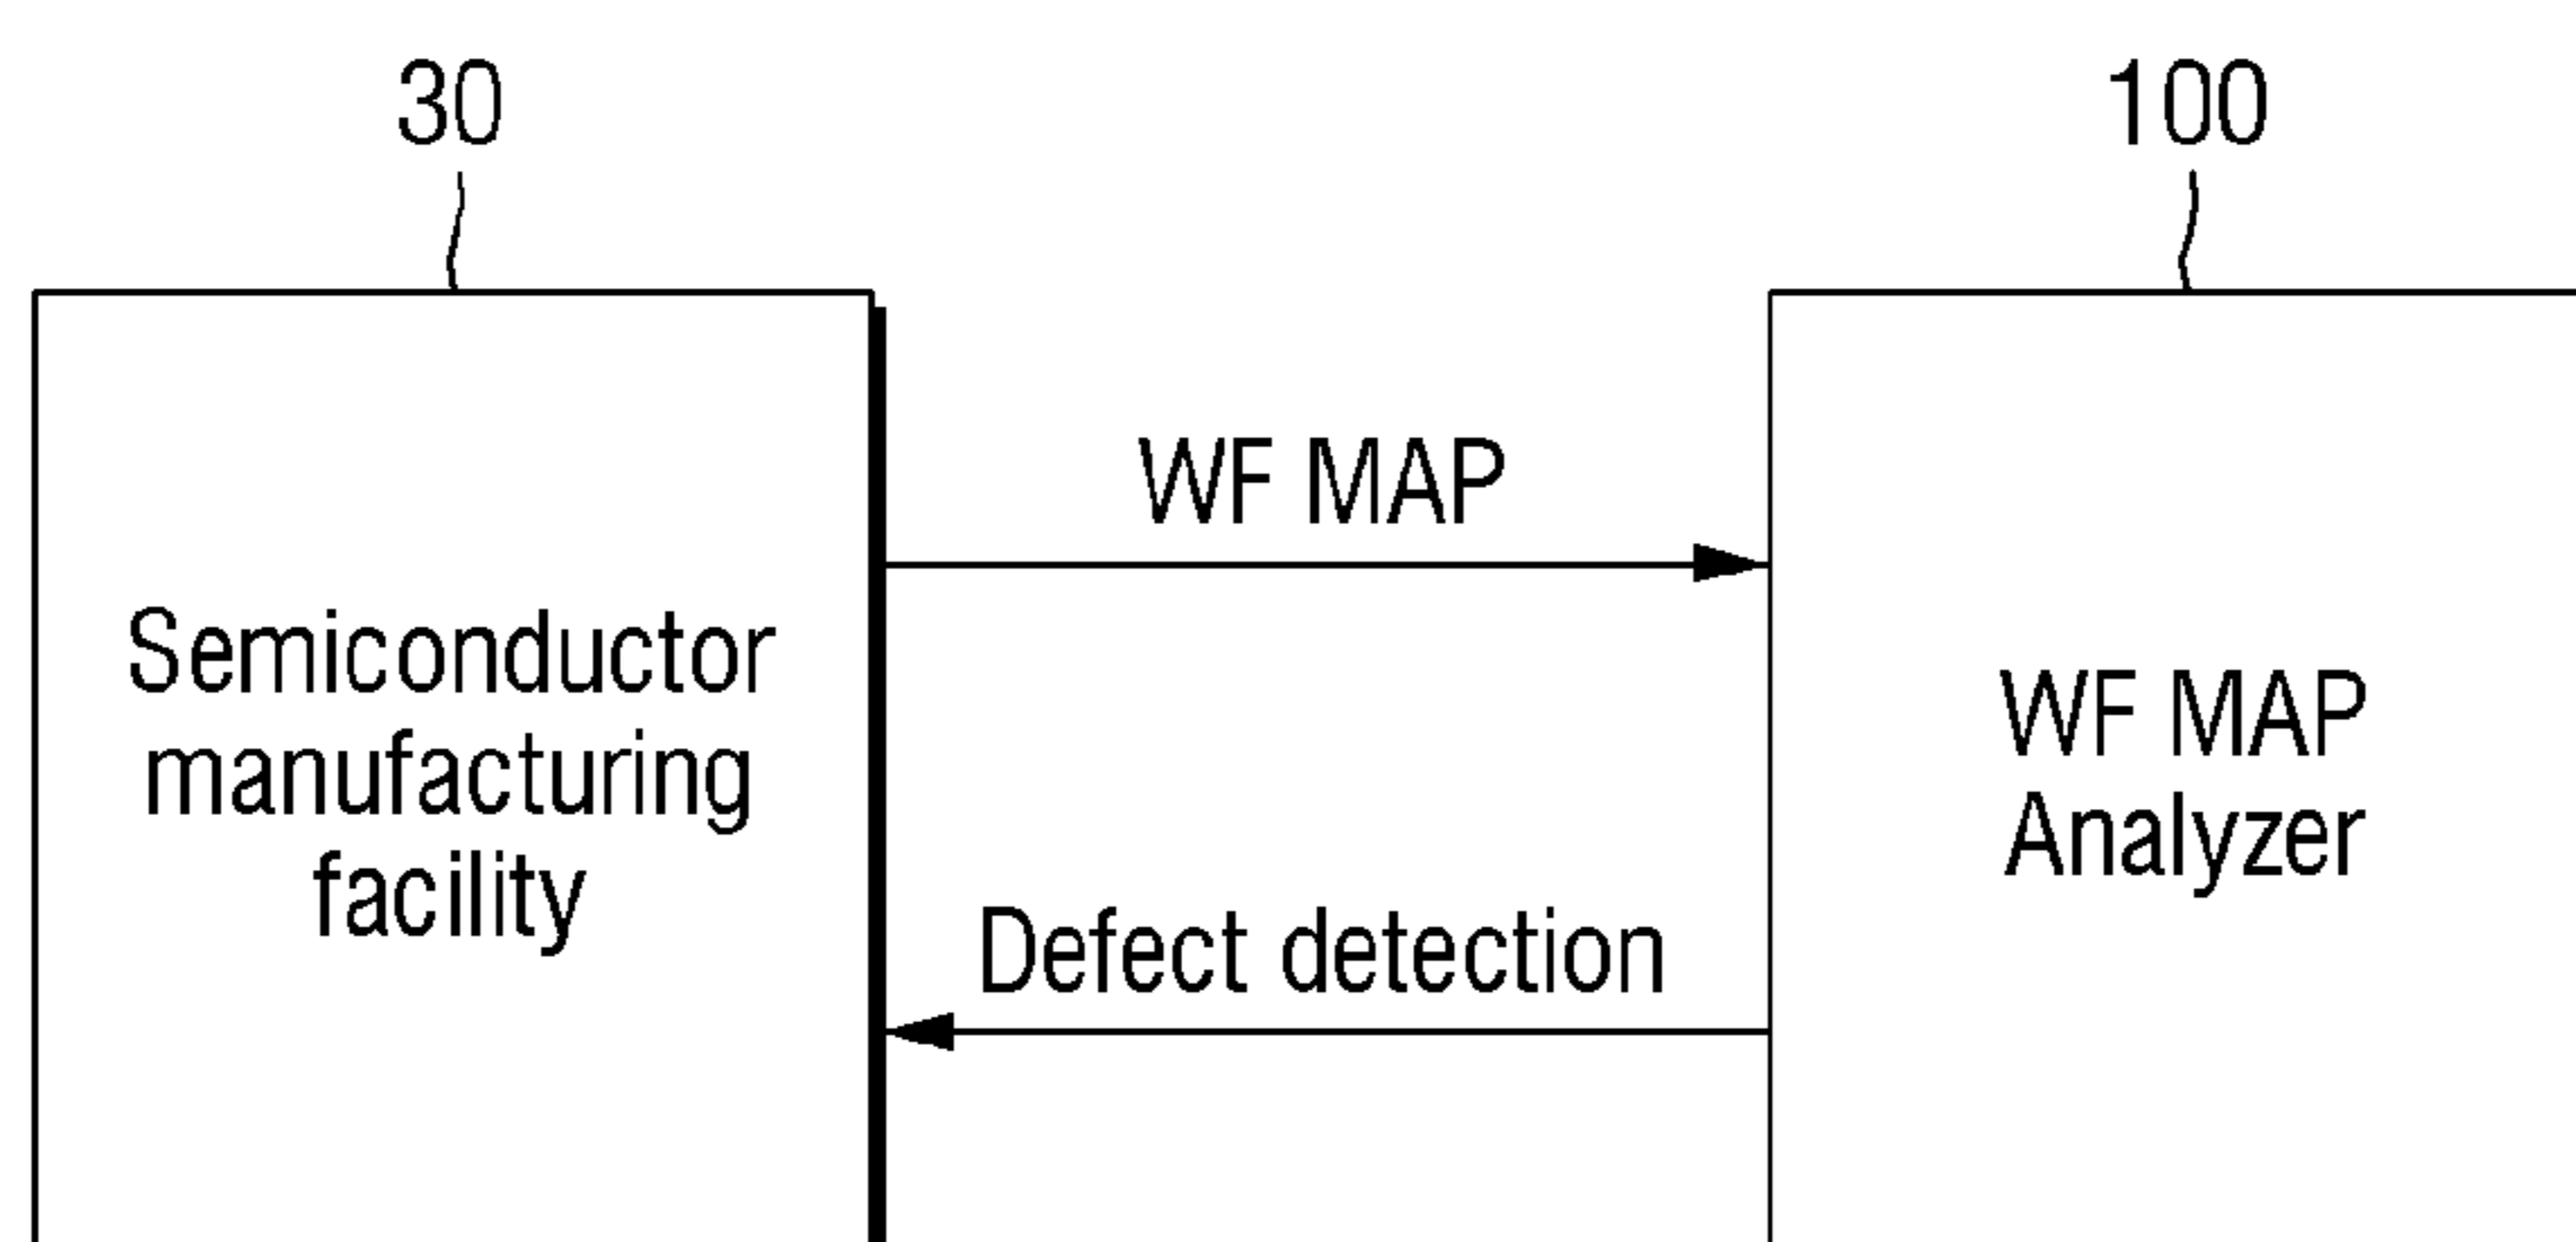 30
100
WF MAP
Semiconductor
manufacturing
facility
WF MAP
Analyzer
Defect detection